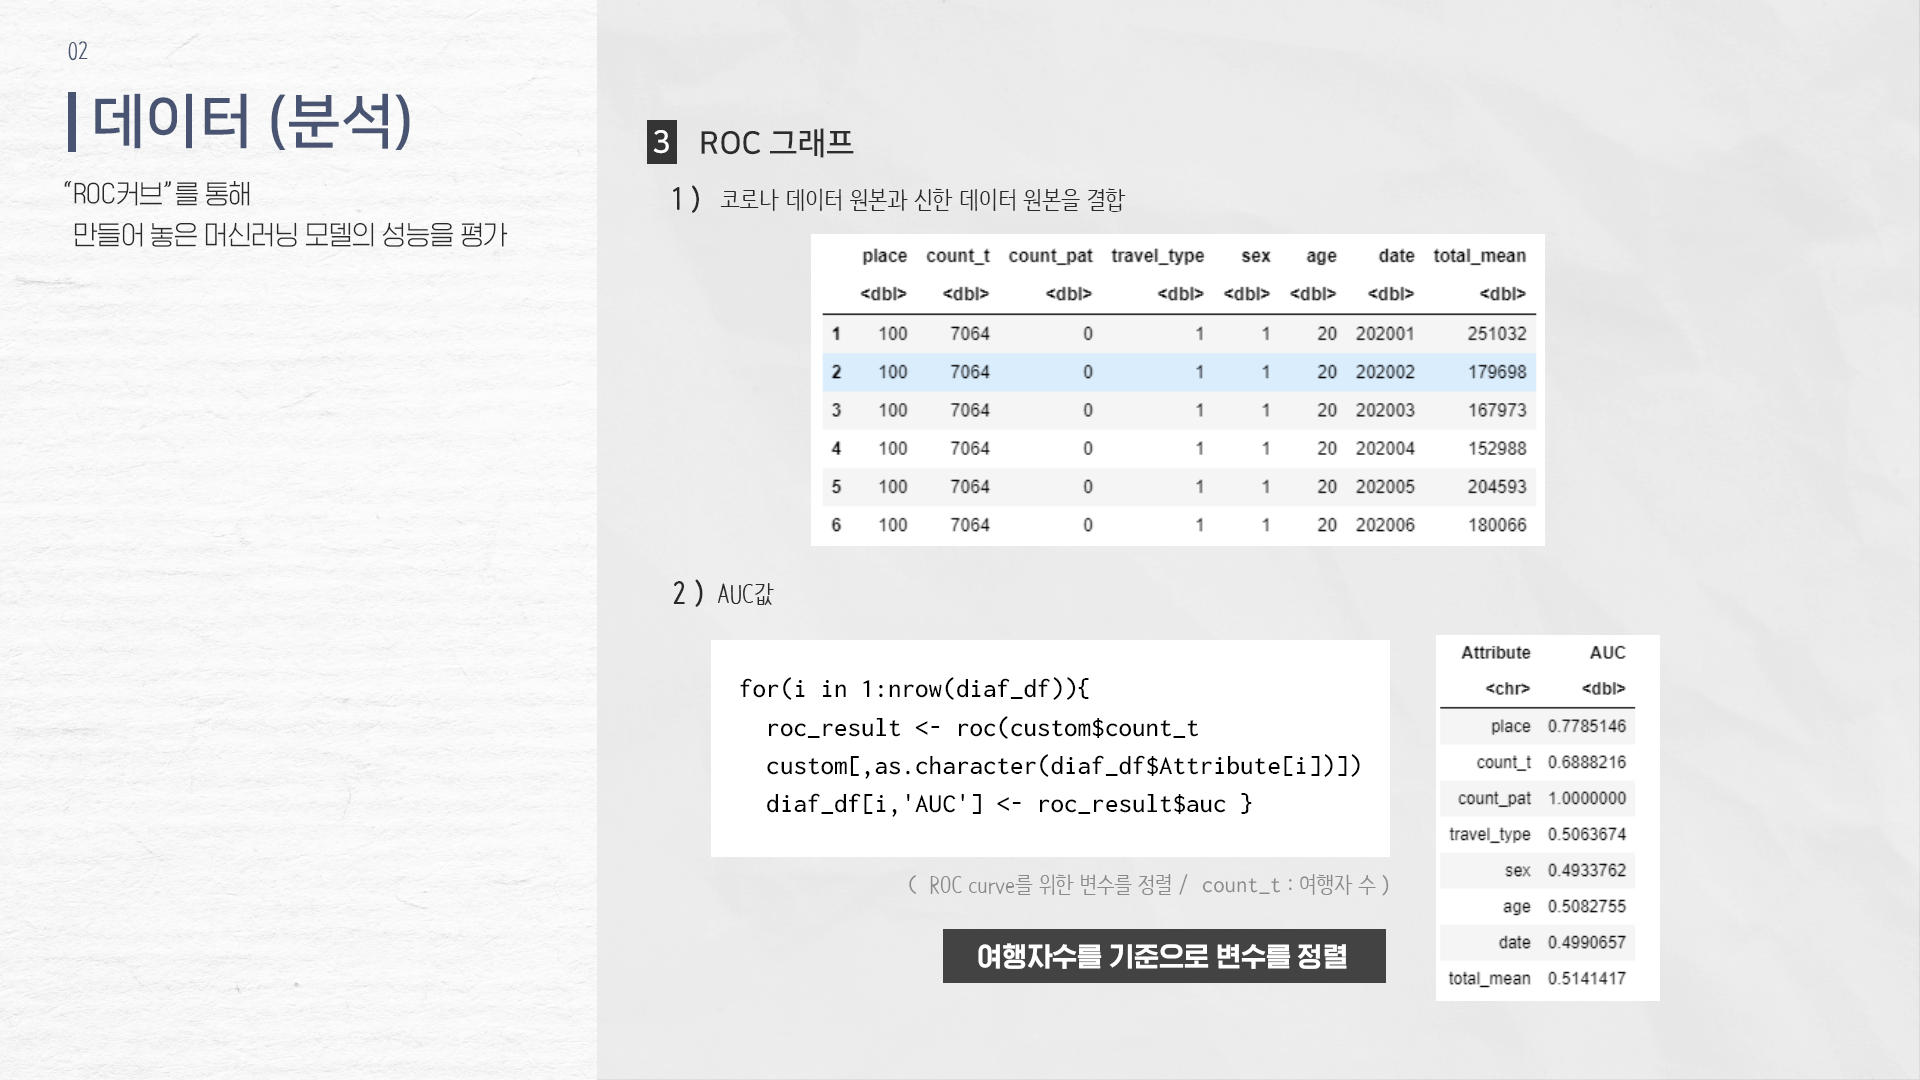 02
데이터 (분석)
“ROC커브”를 통해
만들어 놓은 머신러닝 모델의 성능을 평가
3 ROC 그래프
1 ) 코로나 데이터 원본과 신한 데이터 원본을 결합
place count_t count_pat travel_type sex age date total_mean
<dbl> <dbl> <dbl> <dbl> <dbl> <dbl> <dbl> <dbl>
1 100 7064 0 1 1 20 202001 251032
2 100 7064 0 1 1 20 202002 179698
3 100 7064 0 1 1 20 202003 167973
4 100 7064 0 1 1 20 202004 152988
5 100 7064 0 1 1 20 202005 204593
6 100 7064 0 1 1 20 202006 180066
2 ) AUC값
for(i in 1:nrow(diaf_df)){
roc_result <- roc(custom$count_t
custom[,as.character(diaf_df$Attribute[i])])
diaf_df[i,'AUC'] <- roc_result$auc }
( ROC curve를 위한 변수를 정렬 / count_t : 여행자 수 )
여행자수를 기준으로 변수를 정렬
Attribute AUC
<chr> <dbl>
place 0.7785146
count_t 0.6888216
count_pat 1.0000000
travel_type 0.5063674
sex 0.4933762
age 0.5082755
date 0.4990657
total_mean 0.5141417